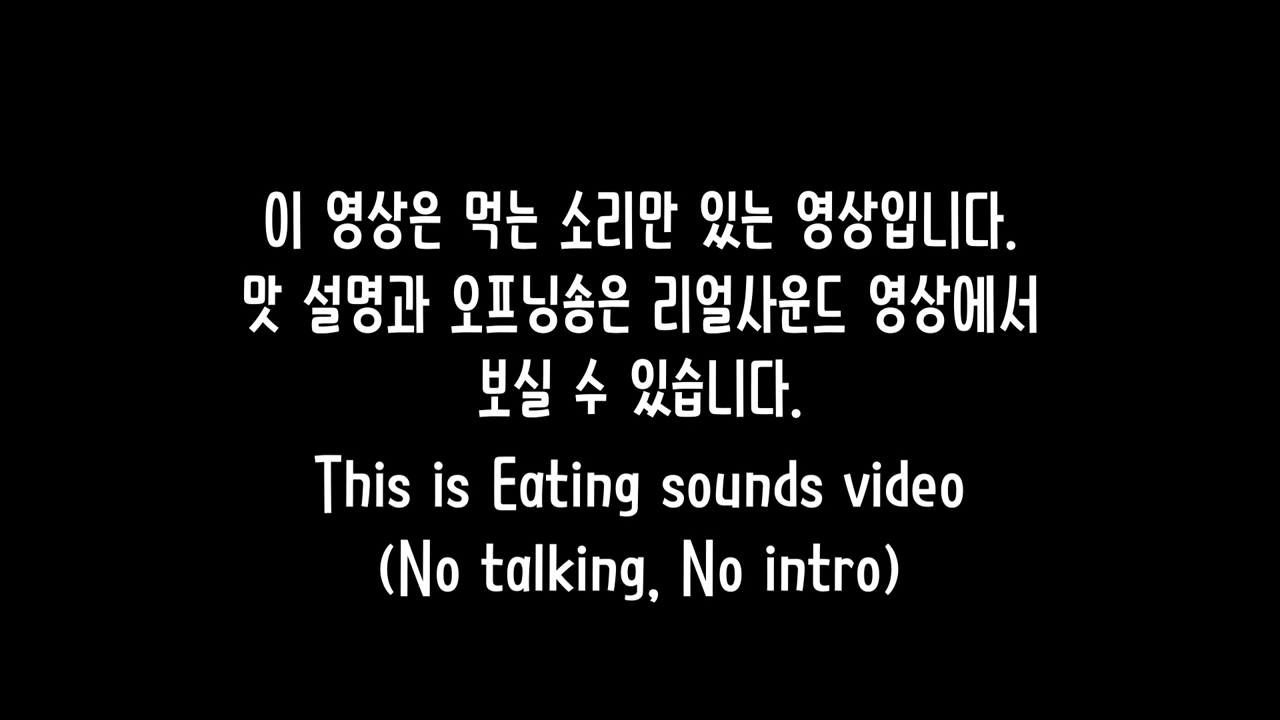 이 영상은 먹는 소리만 있는 영상입니다.
맛 설명과 오프닝송은 리얼사운드 영상에서
보실 수 있습니다.
This is Eating sounds video
(No talking, No intro)